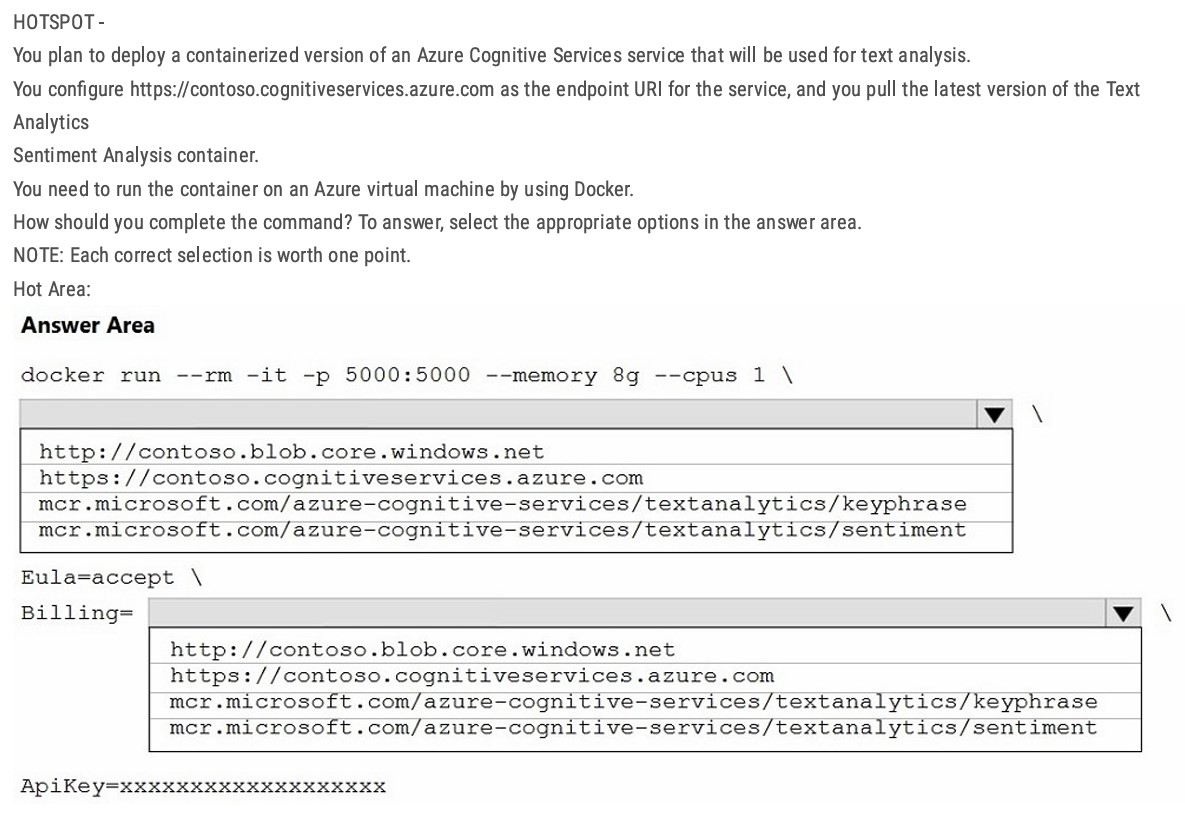 HOTSPOT -
You plan to deploy a containerized version of an Azure Cognitive Services service that will be used for text analysis.
You configure https://contoso.cognitiveservices.azure.com as the endpoint URI for the service, and you pull the latest version of the Text
Analytics
Sentiment Analysis container.
You need to run the container on an Azure virtual machine by using Docker.
How should you complete the command? To answer, select the appropriate options in the answer area.
NOTE: Each correct selection is worth one point.
Hot Area:
Answer Area
docker run --rm -it -p 5000:5000 --memory 8g --cpus 1 \
\
http://contoso.blob.core.windows.net
https://contoso.cognitiveservices.azure.com
mcr.microsoft.com/azure-cognitive-services/textanalytics/keyphrase
mcr.microsoft.com/azure-cognitive-services/textanalytics/sentiment
Eula=accept \
Billing= \
http://contoso.blob.core.windows.net
https://contoso.cognitiveservices.azure.com
mcr.microsoft.com/azure-cognitive-services/textanalytics/keyphrase
mcr.microsoft.com/azure-cognitive-services/textanalytics/sentiment
ApiKey=xxxxxxxxxxxxxxxxxxx